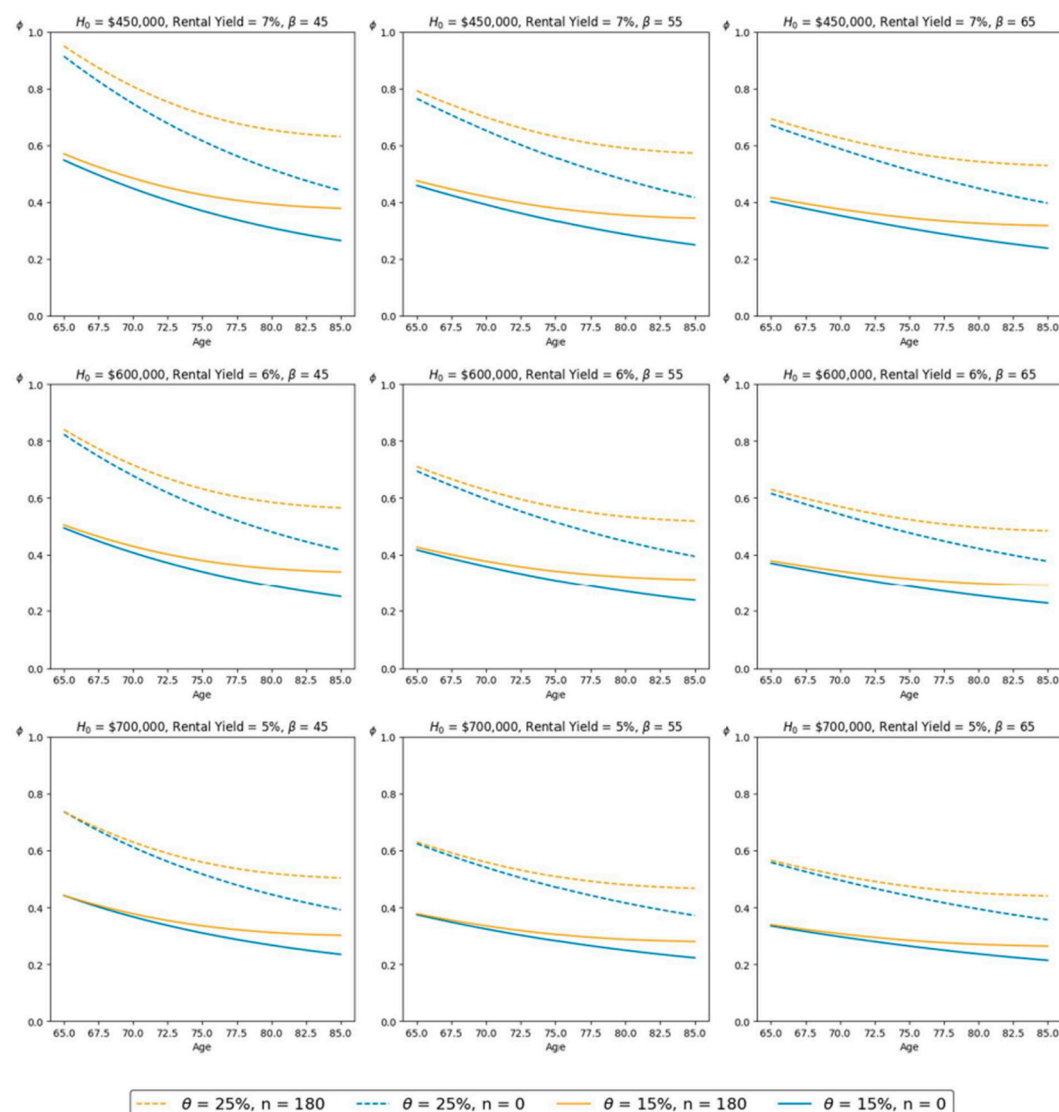 H₀ = $450,000, Rental Yield = 7%, β = 45
ϕ
1.0
0.8
0.6
0.4
0.2
0.0
65.0 67.5 70.0 72.5 75.0 77.5 80.0 82.5 85.0
Age
H₀ = $450,000, Rental Yield = 7%, β = 55
ϕ
1.0
0.8
0.6
0.4
0.2
0.0
65.0 67.5 70.0 72.5 75.0 77.5 80.0 82.5 85.0
Age
H₀ = $450,000, Rental Yield = 7%, β = 65
ϕ
1.0
0.8
0.6
0.4
0.2
0.0
65.0 67.5 70.0 72.5 75.0 77.5 80.0 82.5 85.0
Age
H₀ = $600,000, Rental Yield = 6%, β = 45
ϕ
1.0
0.8
0.6
0.4
0.2
0.0
65.0 67.5 70.0 72.5 75.0 77.5 80.0 82.5 85.0
Age
H₀ = $600,000, Rental Yield = 6%, β = 55
ϕ
1.0
0.8
0.6
0.4
0.2
0.0
65.0 67.5 70.0 72.5 75.0 77.5 80.0 82.5 85.0
Age
H₀ = $600,000, Rental Yield = 6%, β = 65
ϕ
1.0
0.8
0.6
0.4
0.2
0.0
65.0 67.5 70.0 72.5 75.0 77.5 80.0 82.5 85.0
Age
H₀ = $700,000, Rental Yield = 5%, β = 45
ϕ
1.0
0.8
0.6
0.4
0.2
0.0
65.0 67.5 70.0 72.5 75.0 77.5 80.0 82.5 85.0
Age
H₀ = $700,000, Rental Yield = 5%, β = 55
ϕ
1.0
0.8
0.6
0.4
0.2
0.0
65.0 67.5 70.0 72.5 75.0 77.5 80.0 82.5 85.0
Age
H₀ = $700,000, Rental Yield = 5%, β = 65
ϕ
1.0
0.8
0.6
0.4
0.2
0.0
65.0 67.5 70.0 72.5 75.0 77.5 80.0 82.5 85.0
Age
θ = 25%, n = 180 θ = 25%, n = 0 θ = 15%, n = 180 θ = 15%, n = 0